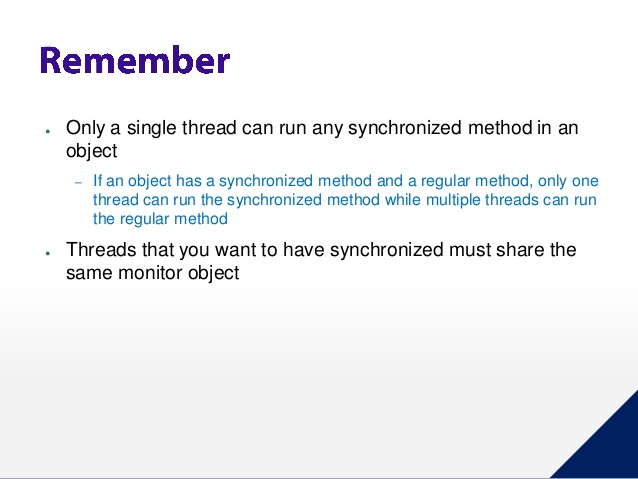 Remember
● Only a single thread can run any synchronized method in an
object
– If an object has a synchronized method and a regular method, only one
thread can run the synchronized method while multiple threads can run
the regular method
● Threads that you want to have synchronized must share the
same monitor object